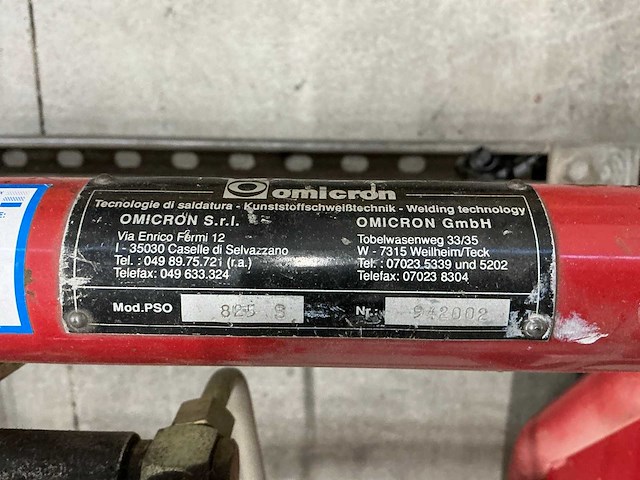 omicron
Tecnologie di saldatura - Kunststoffschweißtechnik - Welding technology
OMICRON S.r.l.
Via Enrico Fermi 12
I - 35030 Caselle di Selvazzano
Tel. : 049 89.75.721 (r.a.)
Telefax: 049 633.324
OMICRON GmbH
Tobelwasenweg 33/35
W - 7315 Weilheim/Teck
Tel.: 07023.5339 und 5202
Telefax: 07023 8304
Mod.PSO 825 S Nr.: 942002